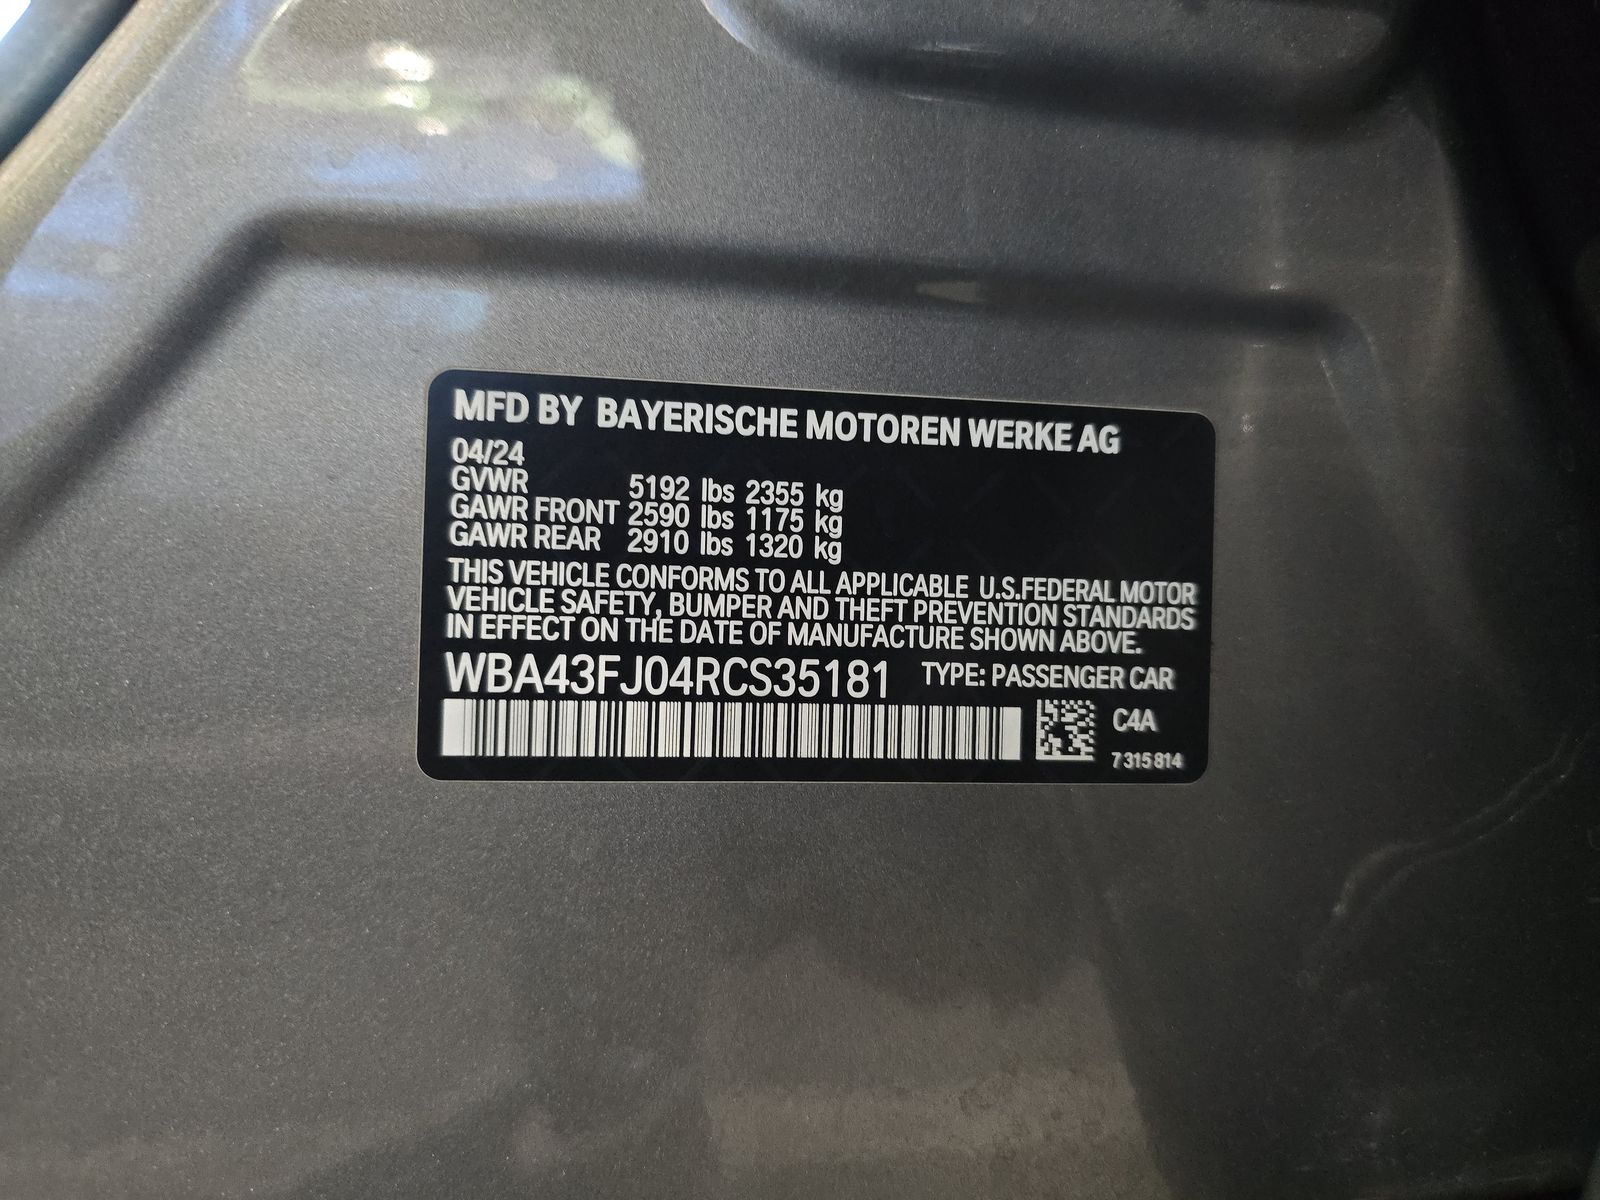 MFD BY BAYERISCHE MOTOREN WERKE AG
04/24
GVWR 5192 lbs 2355 kg
GAWR FRONT 2590 lbs 1175 kg
GAWR REAR 2910 lbs 1320 kg
THIS VEHICLE CONFORMS TO ALL APPLICABLE U.S.FEDERAL MOTOR
VEHICLE SAFETY, BUMPER AND THEFT PREVENTION STANDARDS
IN EFFECT ON THE DATE OF MANUFACTURE SHOWN ABOVE.
WBA43FJ04RCS35181 TYPE: PASSENGER CAR
C4A
7 315 814